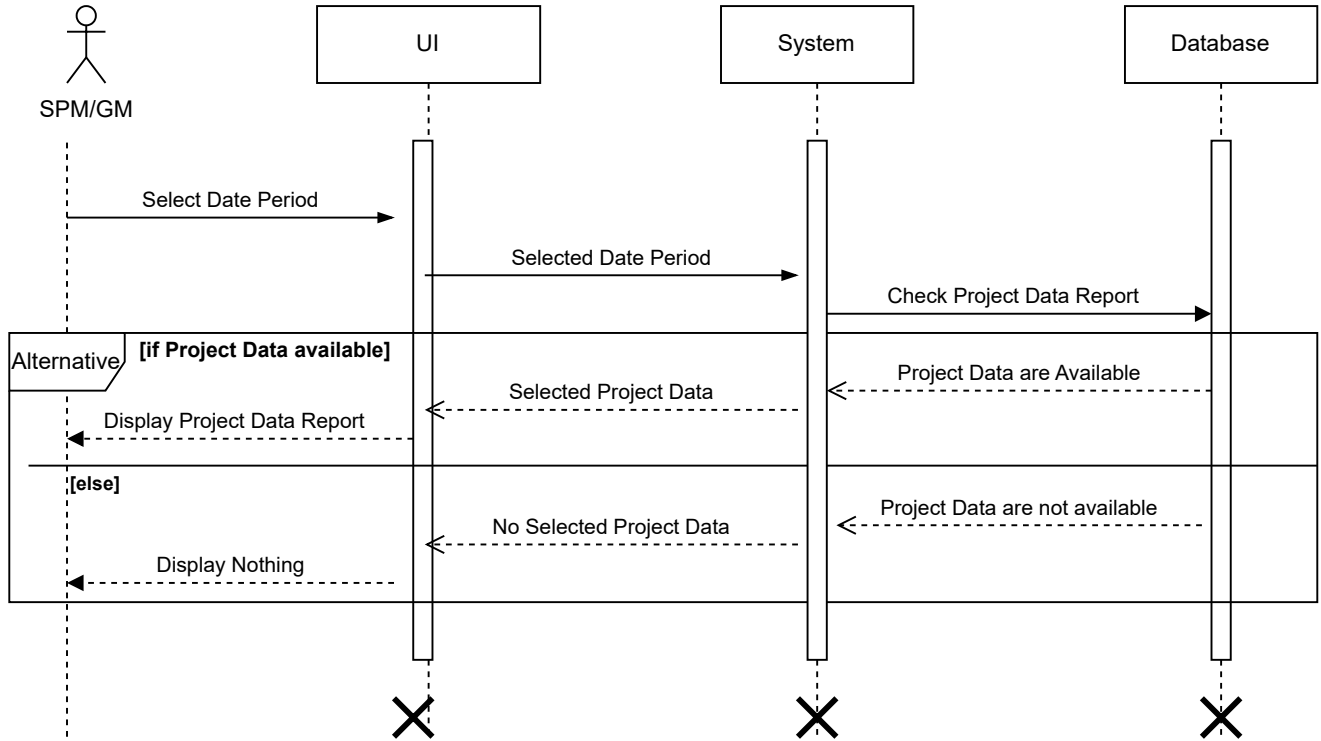 SPM/GM
UI
System
Database
Select Date Period
Selected Date Period
Check Project Data Report
Alternative
[if Project Data available]
Project Data are Available
Selected Project Data
Display Project Data Report
[else]
Project Data are not available
No Selected Project Data
Display Nothing